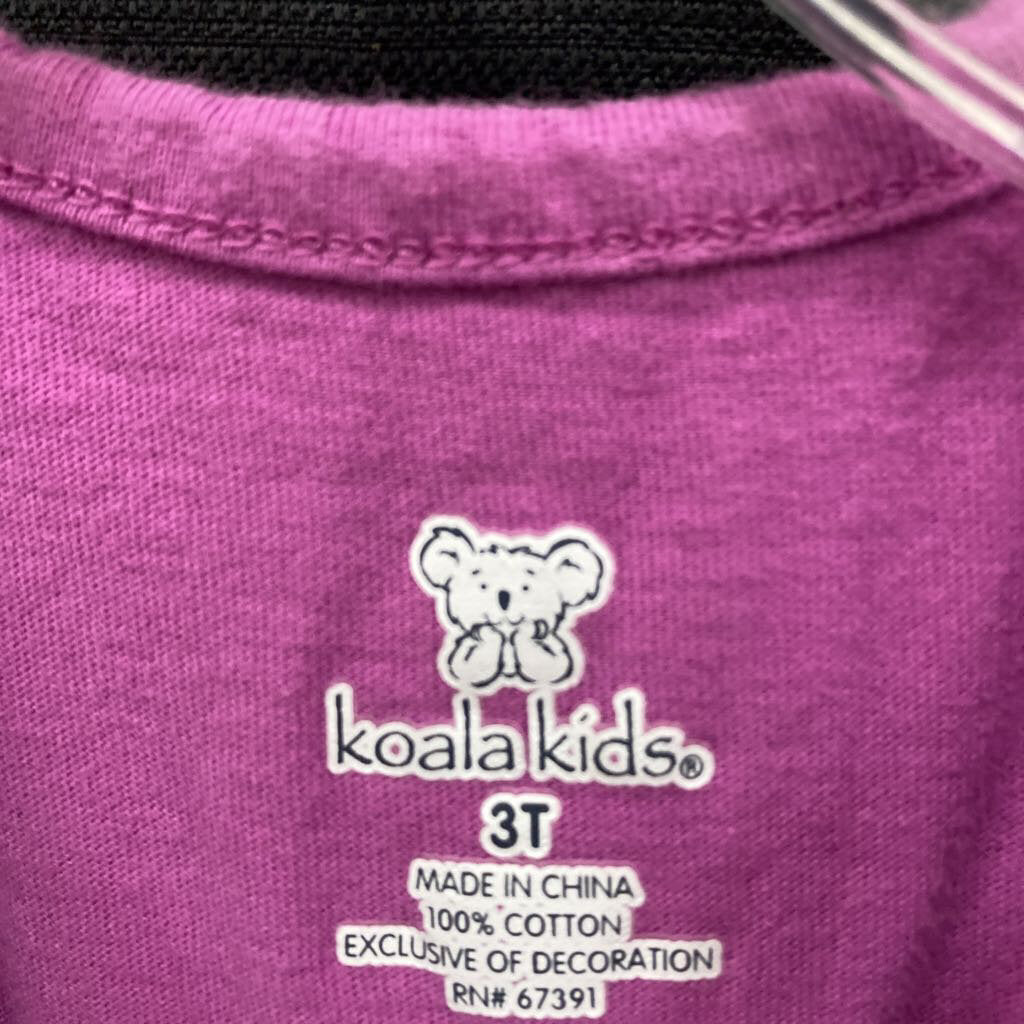 koala kids®
3T
MADE IN CHINA
100% COTTON
EXCLUSIVE OF DECORATION
RN# 67391